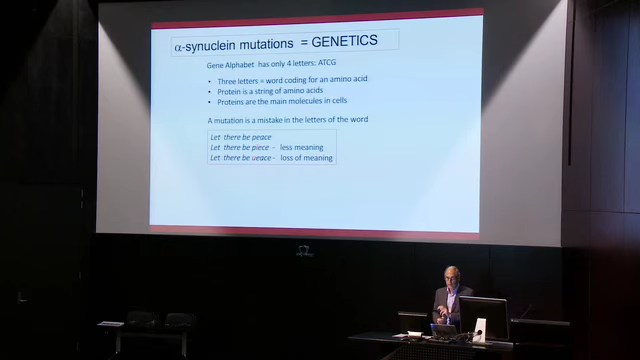 α-synuclein mutations = GENETICS
Gene Alphabet has only 4 letters: ATCG
• Three letters = word coding for an amino acid
• Protein is a string of amino acids
• Proteins are the main molecules in cells
A mutation is a mistake in the letters of the word
Let there be peace
Let there be piece - less meaning
Let there be ueace - loss of meaning